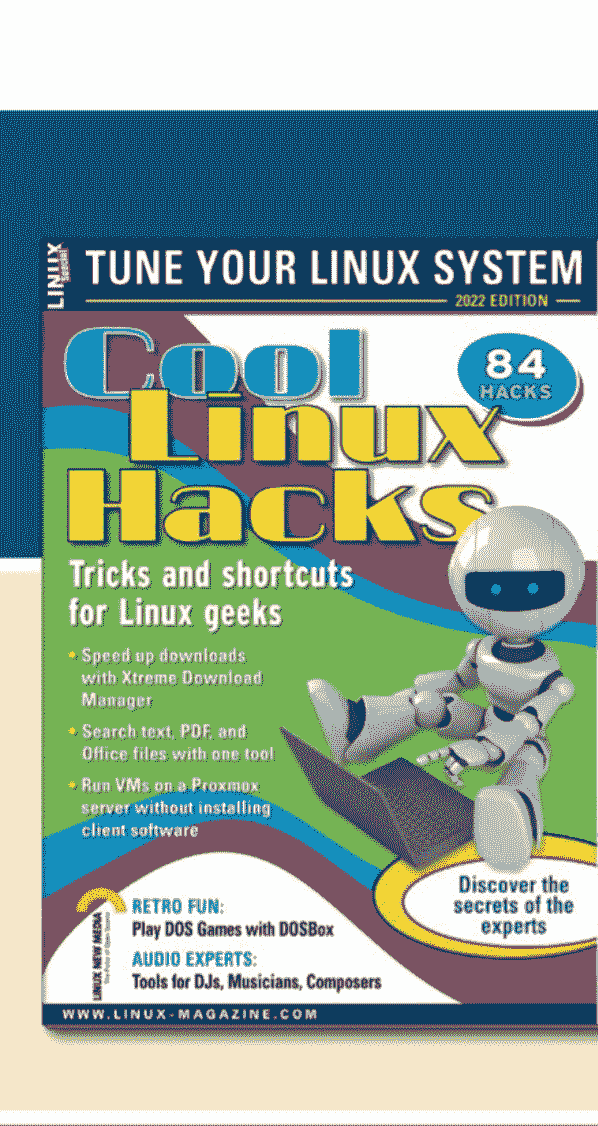 LINUX
TUNE YOUR LINUX SYSTEM
2022 EDITION
Cool
Linux
Hacks
84
HACKS
Tricks and shortcuts
for Linux geeks
• Speed up downloads
with Xtreme Download
Manager
• Search text, PDF, and
Office files with one tool
• Run VMs on a Proxmox
server without installing
client software
Discover the
secrets of the
experts
LINUX NEW MEDIA
RETRO FUN:
Play DOS Games with DOSBox
AUDIO EXPERTS:
Tools for DJs, Musicians, Composers
WWW.LINUX-MAGAZINE.COM